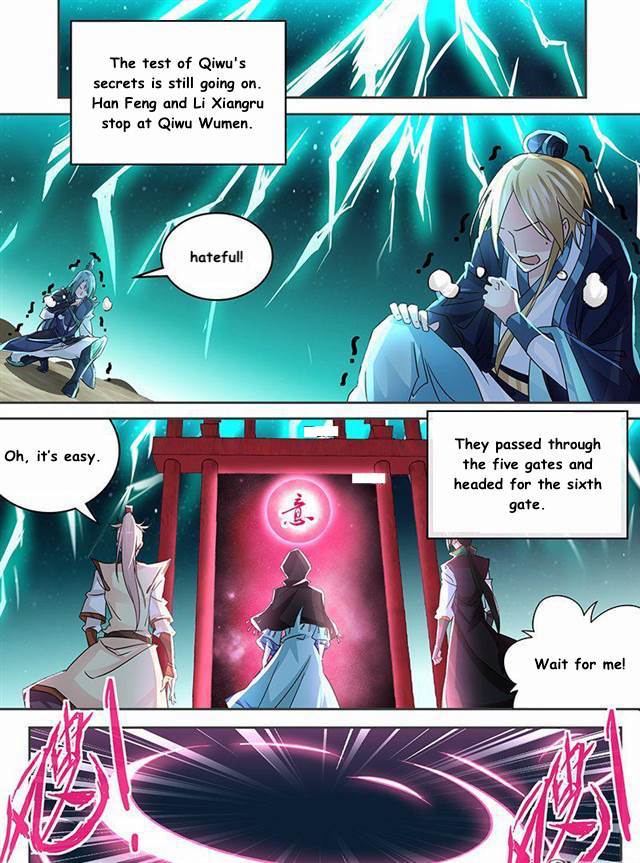 The test of Qiwu's
secrets is still going on.
Han Feng and Li Xiangru
stop at Qiwu Wumen.
hateful!
Oh, it's easy.
They passed through
the five gates and
headed for the sixth
gate.
意
Wait for me!